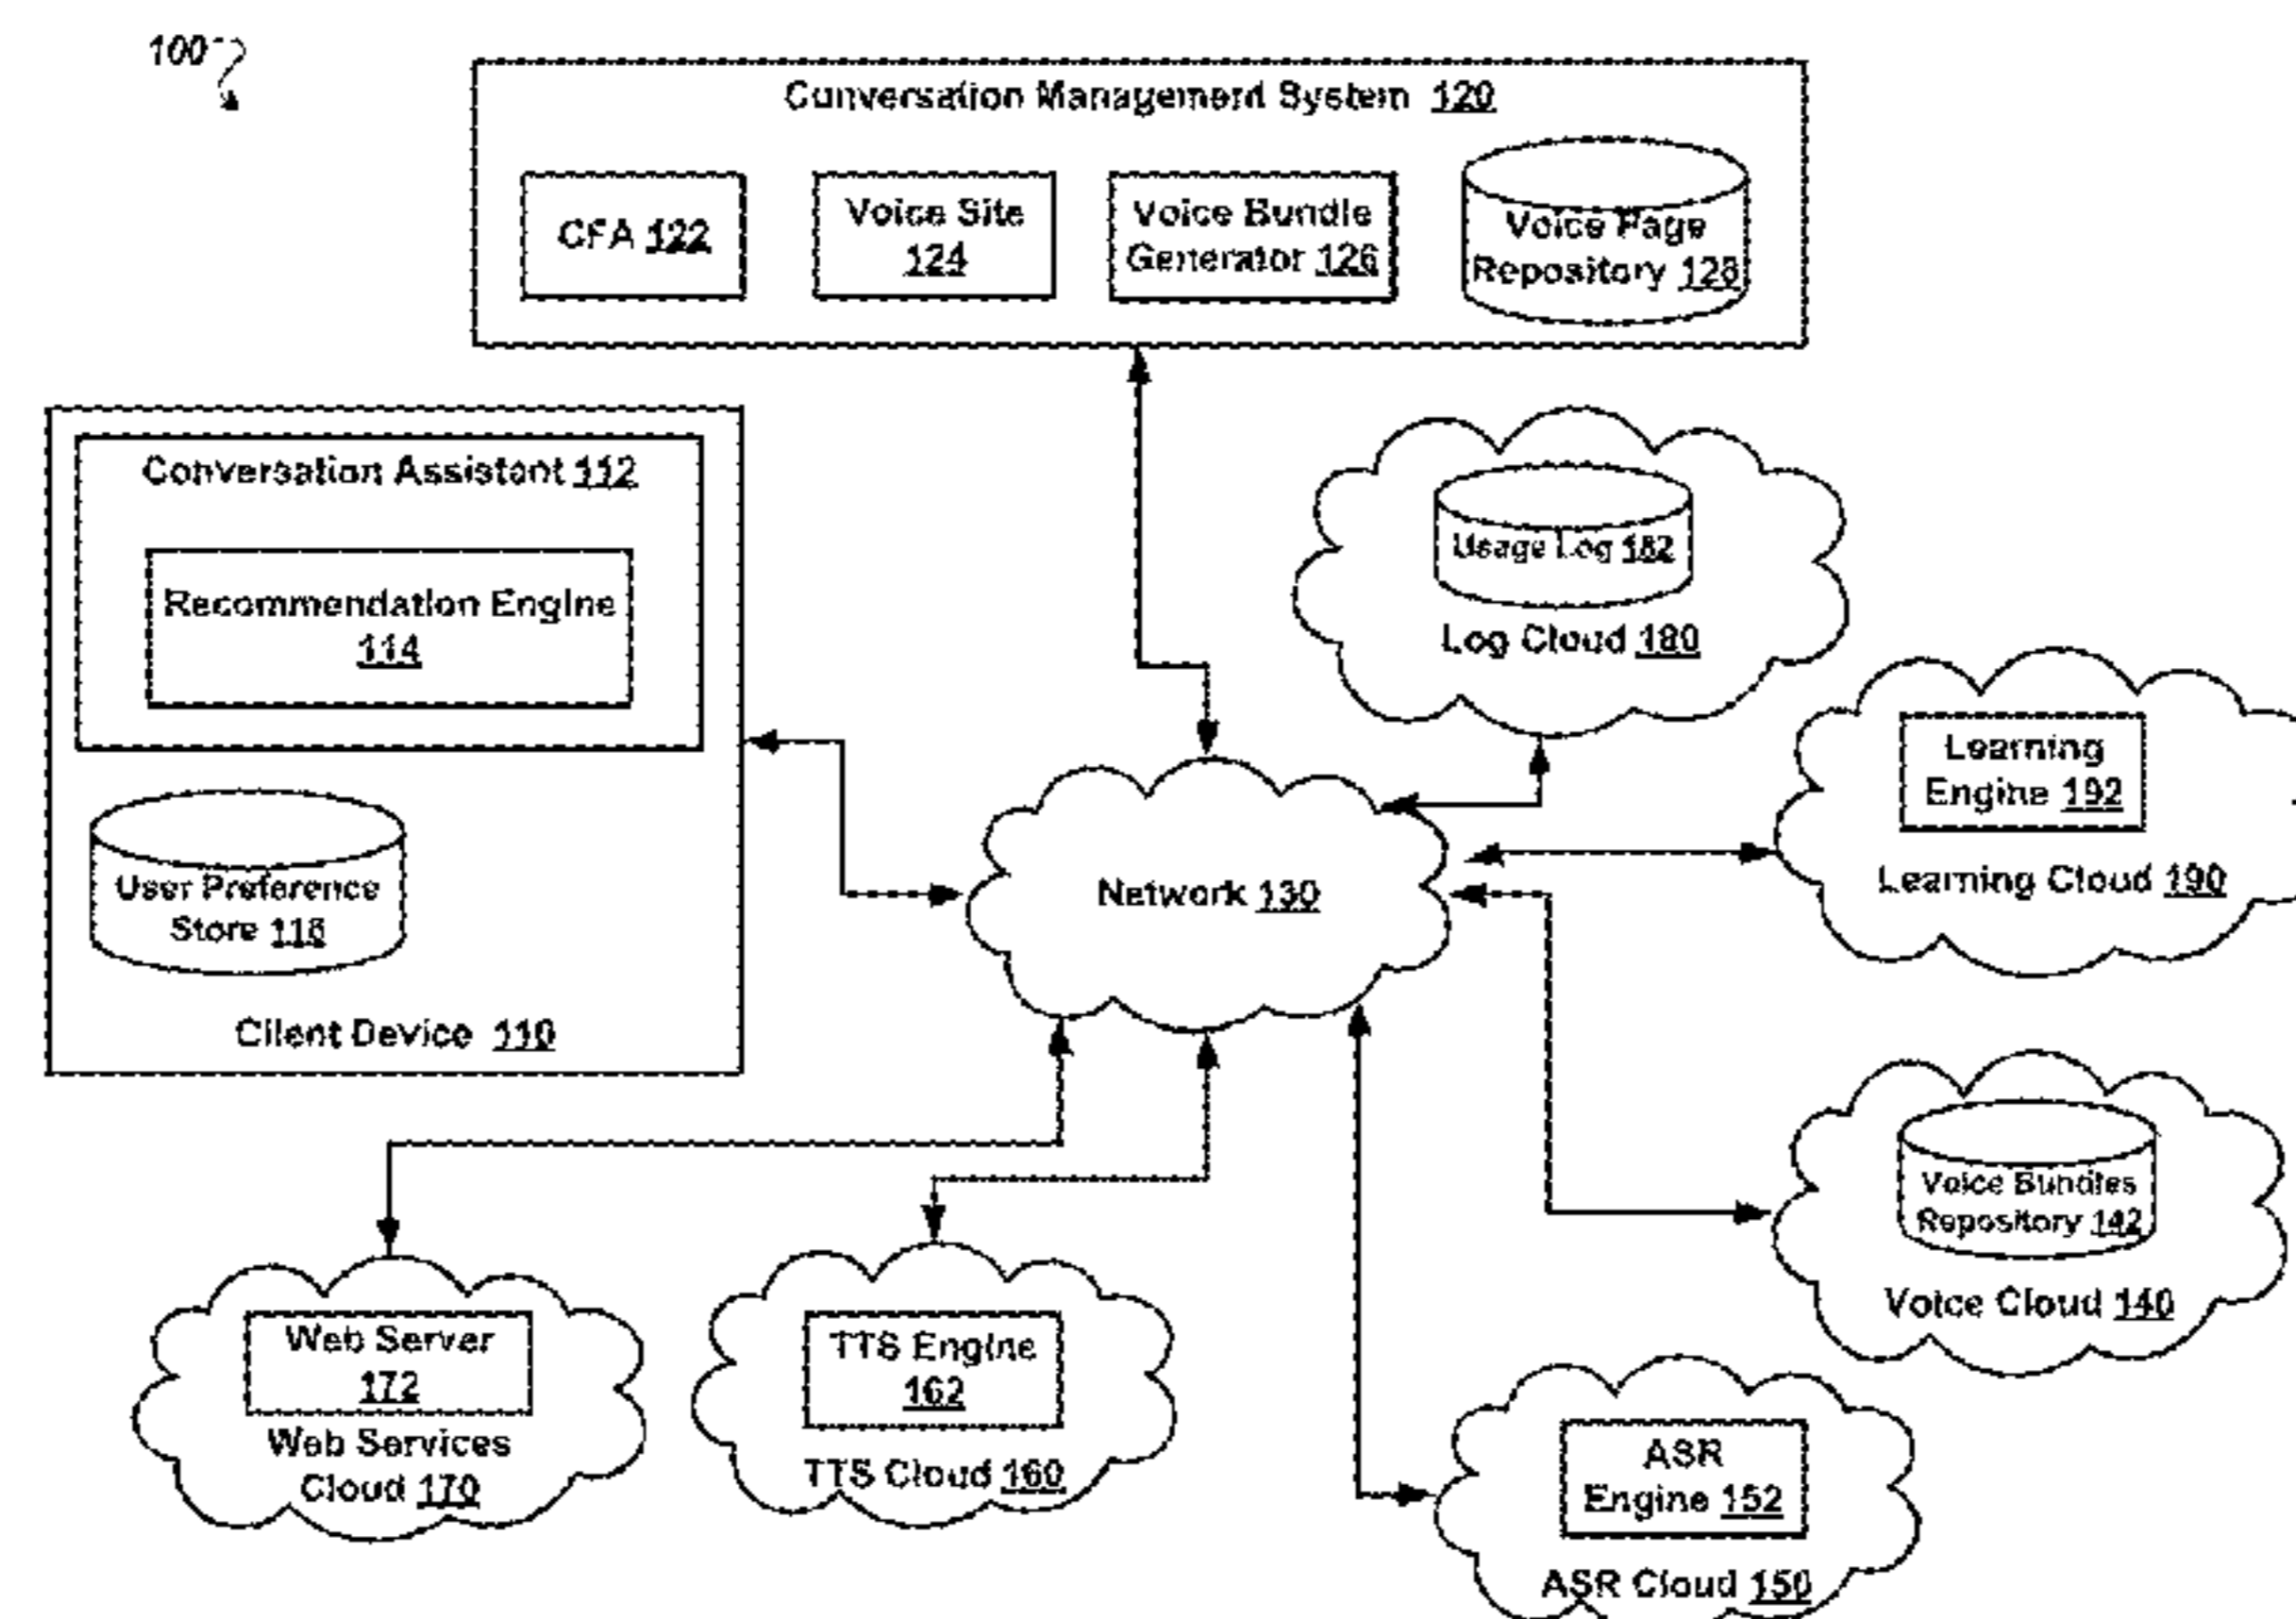 100
Conversation Management System 120
CFA 122
Voice Site
124
Voice Bundle
Generator 126
Voice Page
Repository 128
Conversation Assistant 112
Recommendation Engine
114
User Preference
Store 116
Client Device 110
Usage Log 182
Log Cloud 180
Learning
Engine 192
Learning Cloud 190
Network 130
Voice Bundles
Repository 142
Voice Cloud 140
Web Server
172
Web Services
Cloud 170
TTS Engine
162
TTS Cloud 160
ASR
Engine 152
ASR Cloud 150